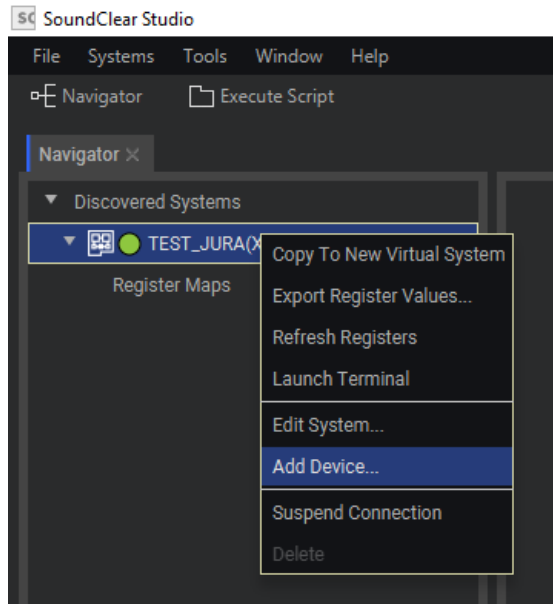 SC SoundClear Studio
File Systems Tools Window Help
Navigator Execute Script
Navigator
Discovered Systems
TEST_JURA(X
Register Maps
Copy To New Virtual System
Export Register Values...
Refresh Registers
Launch Terminal
Edit System...
Add Device...
Suspend Connection
Delete